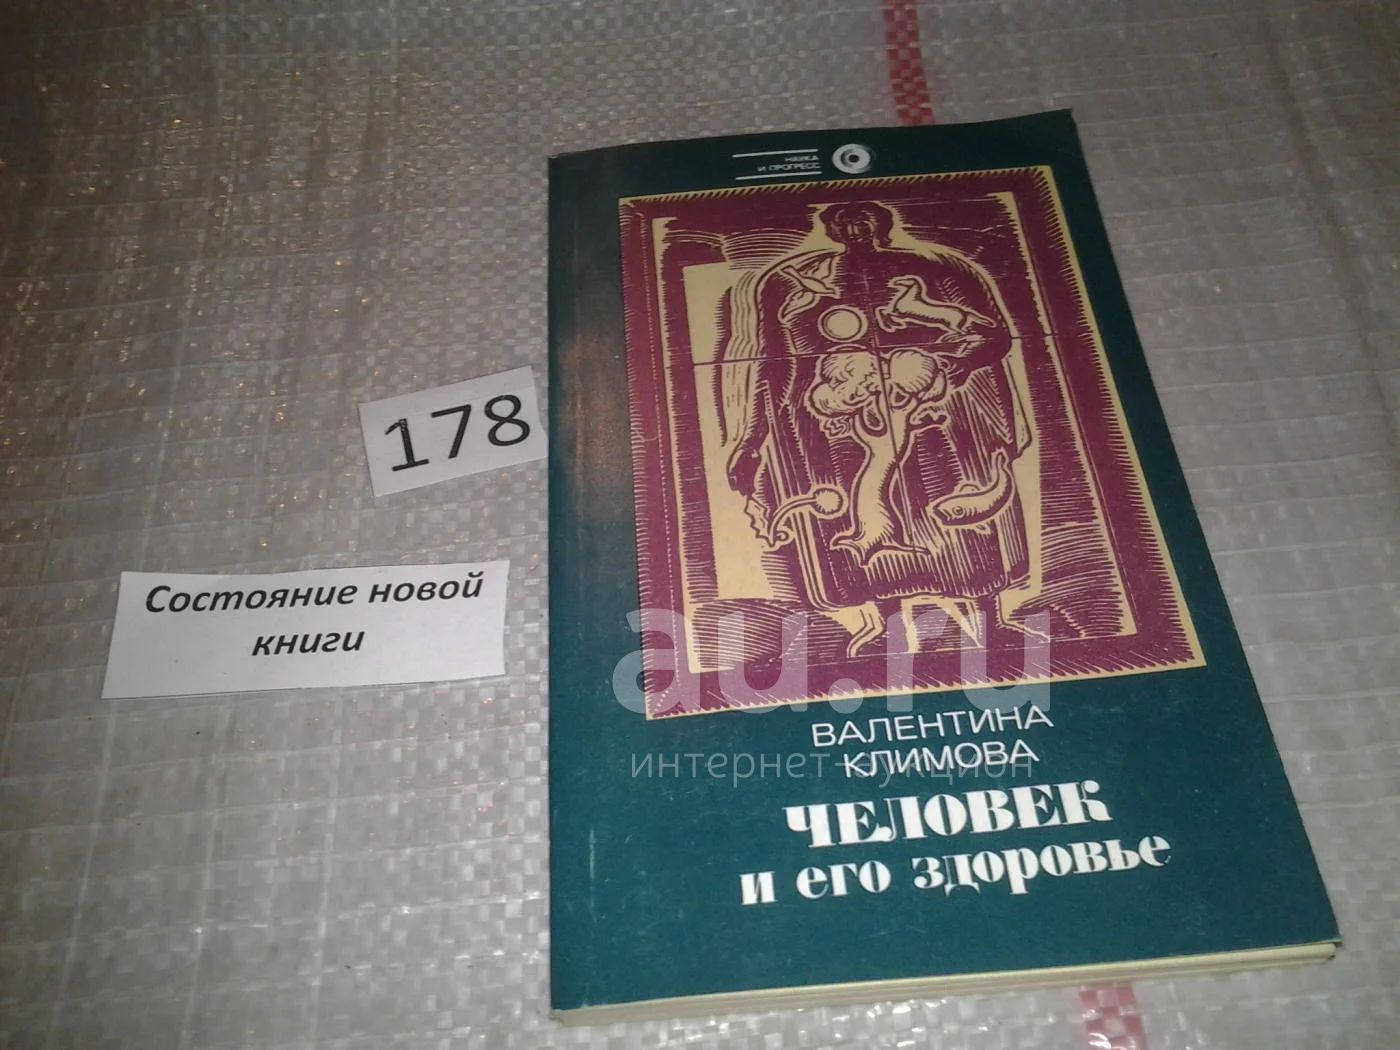 НАУКА
И ПРОГРЕСС
178
Состояние новой
книги
au.ru
интернет-аукцион
ВАЛЕНТИНА
КЛИМОВА
ЧЕЛОВЕК
и его здоровье